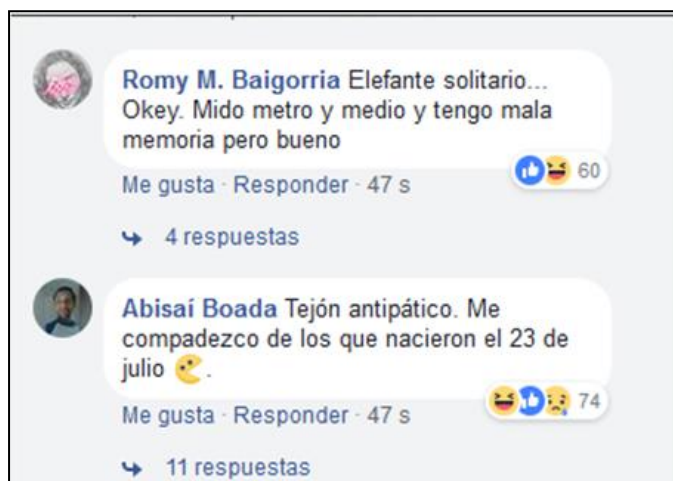 Romy M. Baigorria Elefante solitario...
Okey. Mido metro y medio y tengo mala
memoria pero bueno
60
Me gusta · Responder · 47 s
4 respuestas
Abisaí Boada Tejón antipático. Me
compadezco de los que nacieron el 23 de
julio .
74
Me gusta · Responder · 47 s
11 respuestas